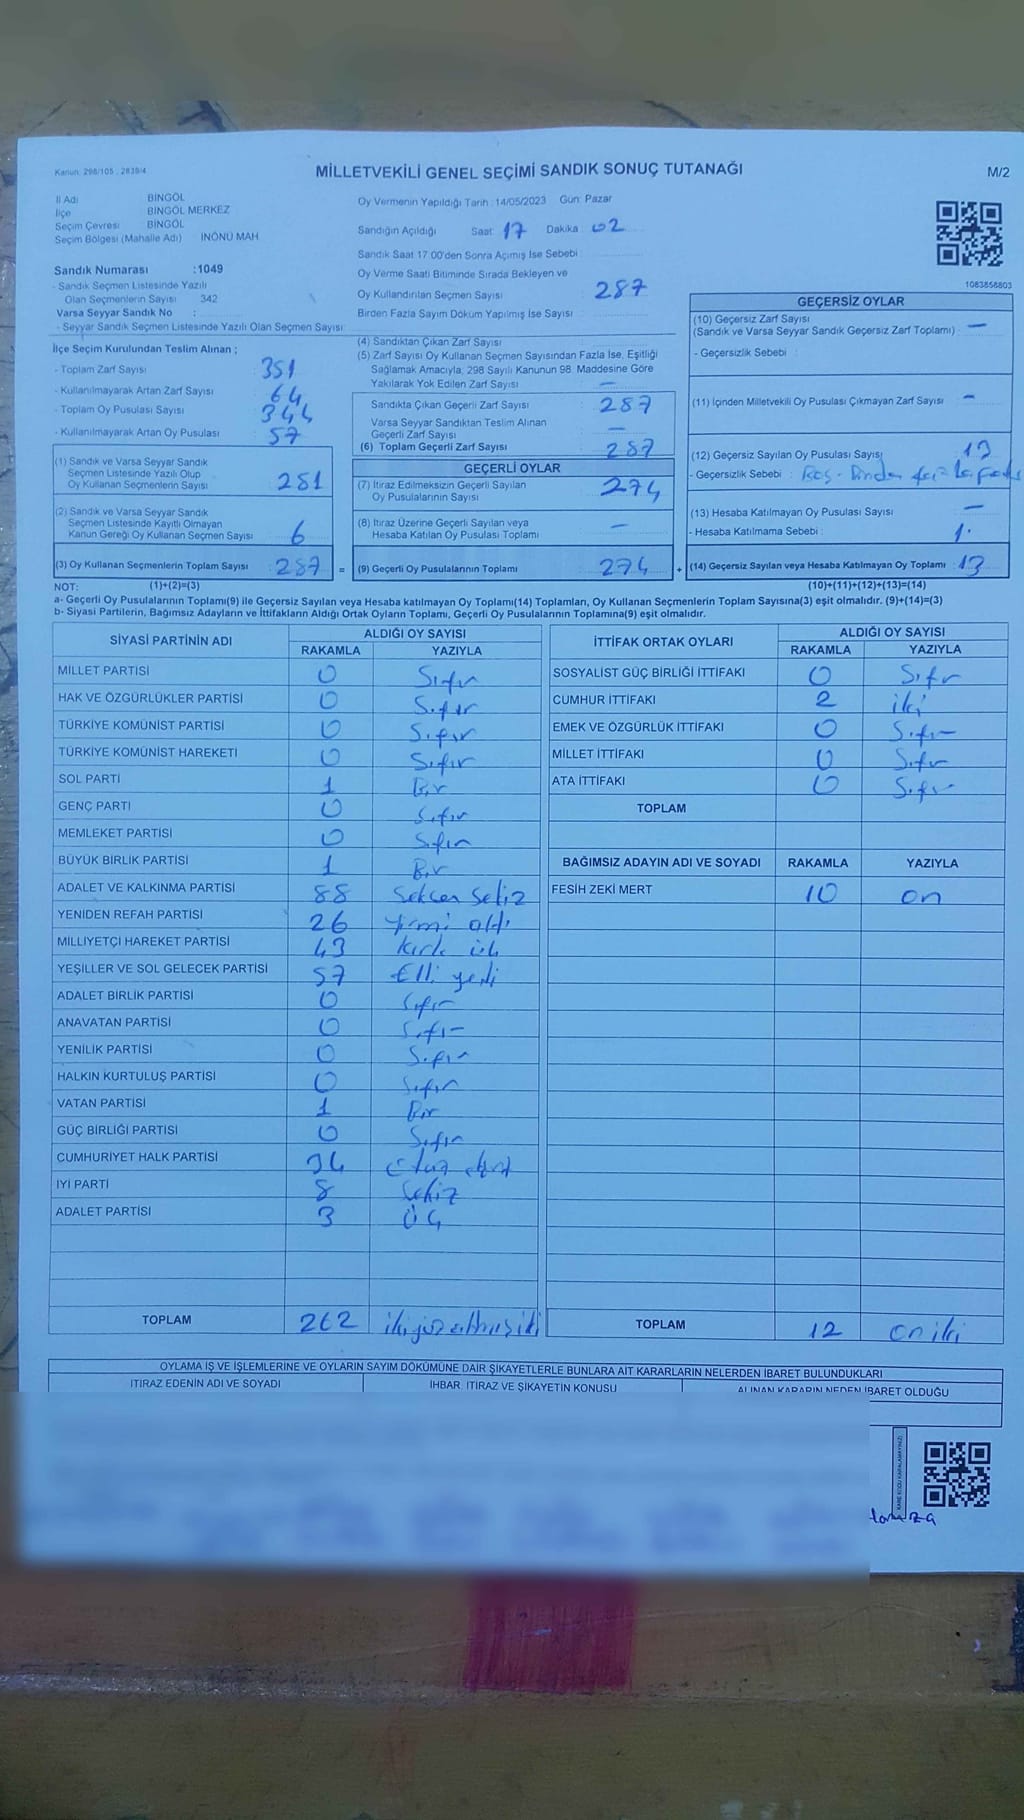 Kanun: 298/105 . 2839/4
MİLLETVEKİLİ GENEL SEÇİMİ SANDIK SONUÇ TUTANAĞI
M/2
İl Adı BİNGÖL
İlçe BİNGÖL MERKEZ
Seçim Çevresi BİNGÖL
Seçim Bölgesi (Mahalle Adı) İNÖNÜ MAH
Sandık Numarası :1049
- Sandık Seçmen Listesinde Yazılı
Olan Seçmenlerin Sayısı 342
Varsa Seyyar Sandık No :
- Seyyar Sandık Seçmen Listesinde Yazılı Olan Seçmen Sayısı:
Oy Vermenin Yapıldığı Tarih : 14/05/2023 Gün: Pazar
Sandığın Açıldığı Saat: 17 Dakika 02
Sandık Saat 17:00'den Sonra Açımış İse Sebebi :
Oy Verme Saati Bitiminde Sırada Bekleyen ve
Oy Kullandırılan Seçmen Sayısı : 287
Birden Fazla Sayım Döküm Yapılmış İse Sayısı :
1083858803
İlçe Seçim Kurulundan Teslim Alınan ;
- Toplam Zarf Sayısı : 351
- Kullanılmayarak Artan Zarf Sayısı : 64
- Toplam Oy Pusulası Sayısı : 344
- Kullanılmayarak Artan Oy Pusulası : 57
(1) Sandık ve Varsa Seyyar Sandık
Seçmen Listesinde Yazılı Olup
Oy Kullanan Seçmenlerin Sayısı : 281
(2) Sandık ve Varsa Seyyar Sandık
Seçmen Listesinde Kayıtlı Olmayan
Kanun Gereği Oy Kullanan Seçmen Sayısı : 6
(3) Oy Kullanan Seçmenlerin Toplam Sayısı : 287 =
(4) Sandıktan Çıkan Zarf Sayısı :
(5) Zarf Sayısı Oy Kullanan Seçmen Sayısından Fazla İse, Eşitliği
Sağlamak Amacıyla, 298 Sayılı Kanunun 98. Maddesine Göre
Yakılarak Yok Edilen Zarf Sayısı : —
Sandıkta Çıkan Geçerli Zarf Sayısı : 287
Varsa Seyyar Sandıktan Teslim Alınan
Geçerli Zarf Sayısı : —
(6) Toplam Geçerli Zarf Sayısı : 287
GEÇERLİ OYLAR
(7) İtiraz Edilmeksizin Geçerli Sayılan
Oy Pusulalarının Sayısı : 274
(8) İtiraz Üzerine Geçerli Sayılan veya
Hesaba Katılan Oy Pusulası Toplamı : —
(9) Geçerli Oy Pusulalarının Toplamı : 274 +
GEÇERSİZ OYLAR
(10) Geçersiz Zarf Sayısı
(Sandık ve Varsa Seyyar Sandık Geçersiz Zarf Toplamı) : —
- Geçersizlik Sebebi :
(11) İçinden Milletvekili Oy Pusulası Çıkmayan Zarf Sayısı : —
(12) Geçersiz Sayılan Oy Pusulası Sayısı : 13
- Geçersizlik Sebebi : Boş -
(13) Hesaba Katılmayan Oy Pusulası Sayısı : —
- Hesaba Katılmama Sebebi :
(14) Geçersiz Sayılan veya Hesaba Katılmayan Oy Toplamı : 13
NOT: (1)+(2)=(3) (10)+(11)+(12)+(13)=(14)
a- Geçerli Oy Pusulalarının Toplamı(9) ile Geçersiz Sayılan veya Hesaba katılmayan Oy Toplamı(14) Toplamları, Oy Kullanan Seçmenlerin Toplam Sayısına(3) eşit olmalıdır. (9)+(14)=(3)
b- Siyasi Partilerin, Bağımsız Adayların ve İttifakların Aldığı Ortak Oyların Toplamı, Geçerli Oy Pusulalarının Toplamına(9) eşit olmalıdır.
SİYASİ PARTİNİN ADI ALDIĞI OY SAYISI
RAKAMLA YAZIYLA
MİLLET PARTİSİ 0 Sıfır
HAK VE ÖZGÜRLÜKLER PARTİSİ 0 Sıfır
TÜRKİYE KOMÜNİST PARTİSİ 0 Sıfır
TÜRKİYE KOMÜNİST HAREKETİ 0 Sıfır
SOL PARTİ 1 Bir
GENÇ PARTİ 0 Sıfır
MEMLEKET PARTİSİ 0 Sıfır
BÜYÜK BİRLİK PARTİSİ 1 Bir
ADALET VE KALKINMA PARTİSİ 88 Seksen Sekiz
YENİDEN REFAH PARTİSİ 26 Yirmi altı
MİLLİYETÇİ HAREKET PARTİSİ 43 Kırk üç
YEŞİLLER VE SOL GELECEK PARTİSİ 57 Elli yedi
ADALET BİRLİK PARTİSİ 0 Sıfır
ANAVATAN PARTİSİ 0 Sıfır
YENİLİK PARTİSİ 0 Sıfır
HALKIN KURTULUŞ PARTİSİ 0 Sıfır
VATAN PARTİSİ 1 Bir
GÜÇ BİRLİĞİ PARTİSİ 0 Sıfır
CUMHURİYET HALK PARTİSİ 34 Otuz dört
İYİ PARTİ 8 Sekiz
ADALET PARTİSİ 3 Üç
TOPLAM 262 ikiyüzaltmışiki
İTTİFAK ORTAK OYLARI ALDIĞI OY SAYISI
RAKAMLA YAZIYLA
SOSYALİST GÜÇ BİRLİĞİ İTTİFAKI 0 Sıfır
CUMHUR İTTİFAKI 2 iki
EMEK VE ÖZGÜRLÜK İTTİFAKI 0 Sıfır
MİLLET İTTİFAKI 0 Sıfır
ATA İTTİFAKI 0 Sıfır
TOPLAM
BAĞIMSIZ ADAYIN ADI VE SOYADI RAKAMLA YAZIYLA
FESİH ZEKİ MERT 10 on
TOPLAM 12 on iki
OYLAMA İŞ VE İŞLEMLERİNE VE OYLARIN SAYIM DÖKÜMÜNE DAİR ŞİKAYETLERLE BUNLARA AİT KARARLARIN NELERDEN İBARET BULUNDUKLARI
İTİRAZ EDENİN ADI VE SOYADI İHBAR, İTİRAZ VE ŞİKAYETİN KONUSU ALINAN KARARIN NEDEN İBARET OLDUĞU